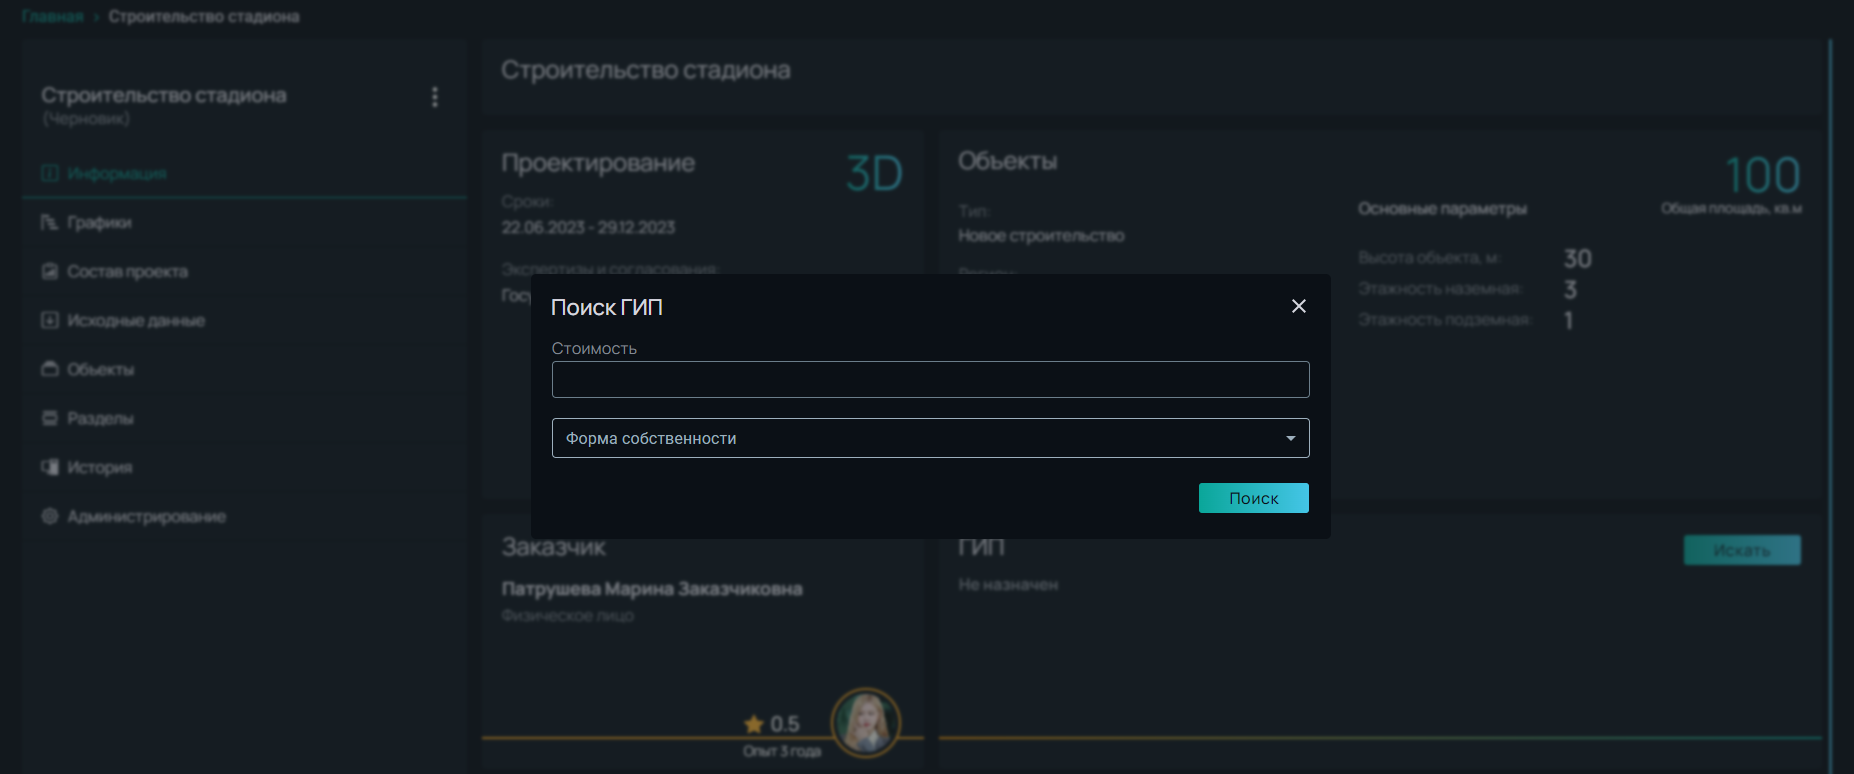 Главная › Строительство стадиона
Строительство стадиона
(Черновик)
Информация
Графики
Состав проекта
Исходные данные
Объекты
Разделы
История
Администрирование
Строительство стадиона
Проектирование
3D
Сроки:
22.06.2023 - 29.12.2023
Экспертизы и согласования:
Объекты
100
Общая площадь, кв.м
Тип:
Новое строительство
Основные параметры
Высота объекта, м: 30
Этажность наземная: 3
Этажность подземная: 1
Поиск ГИП
Стоимость
Форма собственности
Поиск
Заказчик
Патрушева Марина Заказчиковна
Физическое лицо
0.5
Опыт 3 года
ГИП
Искать
Не назначен